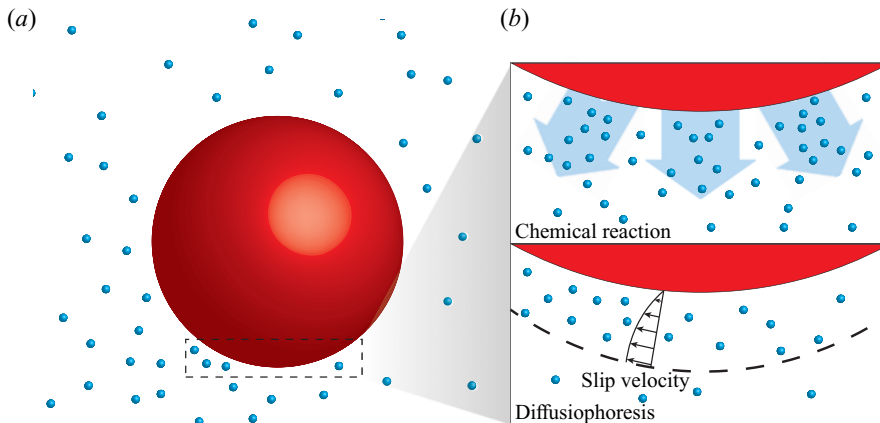 (a)
(b)
Chemical reaction
Slip velocity
Diffusiophoresis